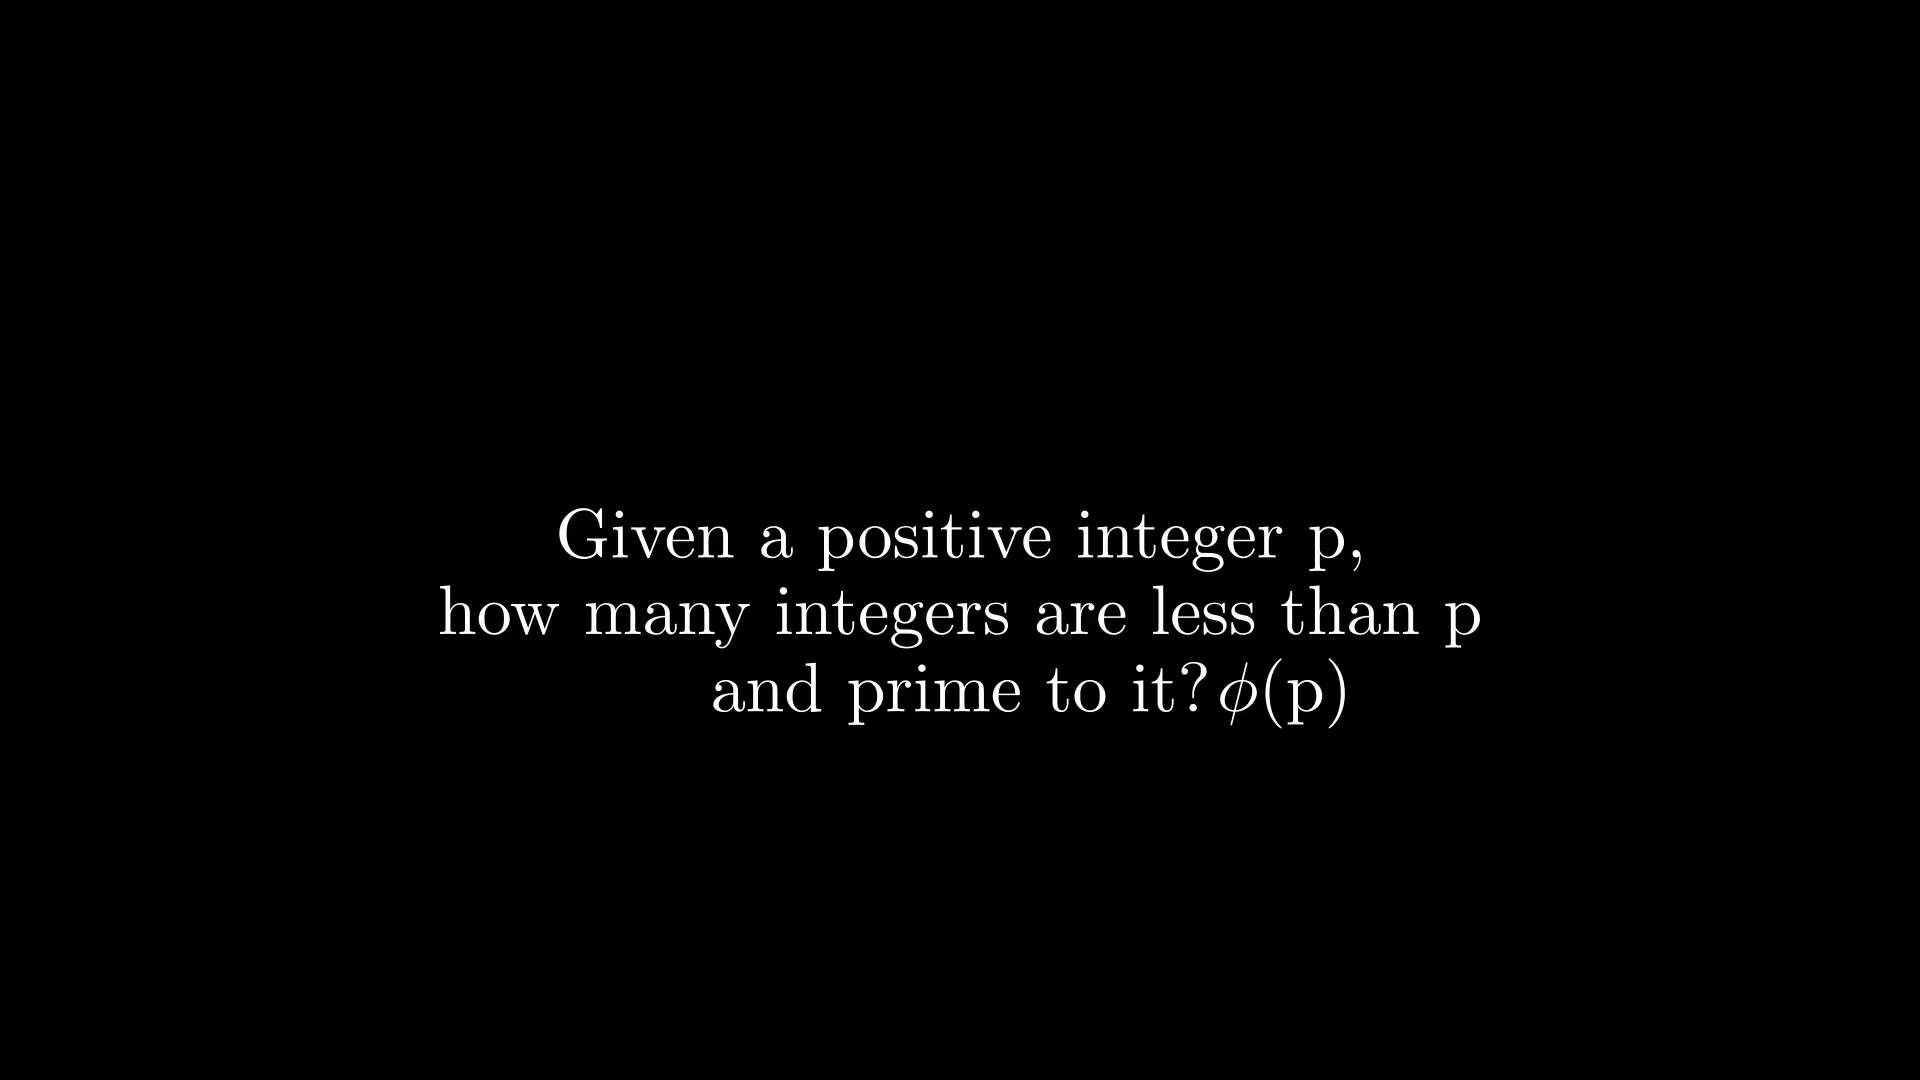 Given a positive integer p,
how many integers are less than p
and prime to it? ϕ(p)